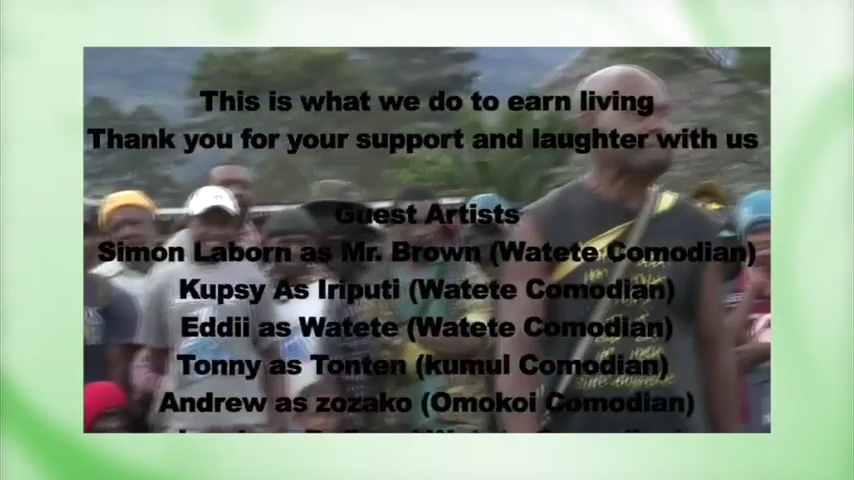 This is what we do to earn living
Thank you for your support and laughter with us
Guest Artists
Simon Laborn as Mr. Brown (Watete Comodian)
Kupsy As Iriputi (Watete Comodian)
Eddii as Watete (Watete Comodian)
Tonny as Tonten (kumul Comodian)
Andrew as zozako (Omokoi Comodian)